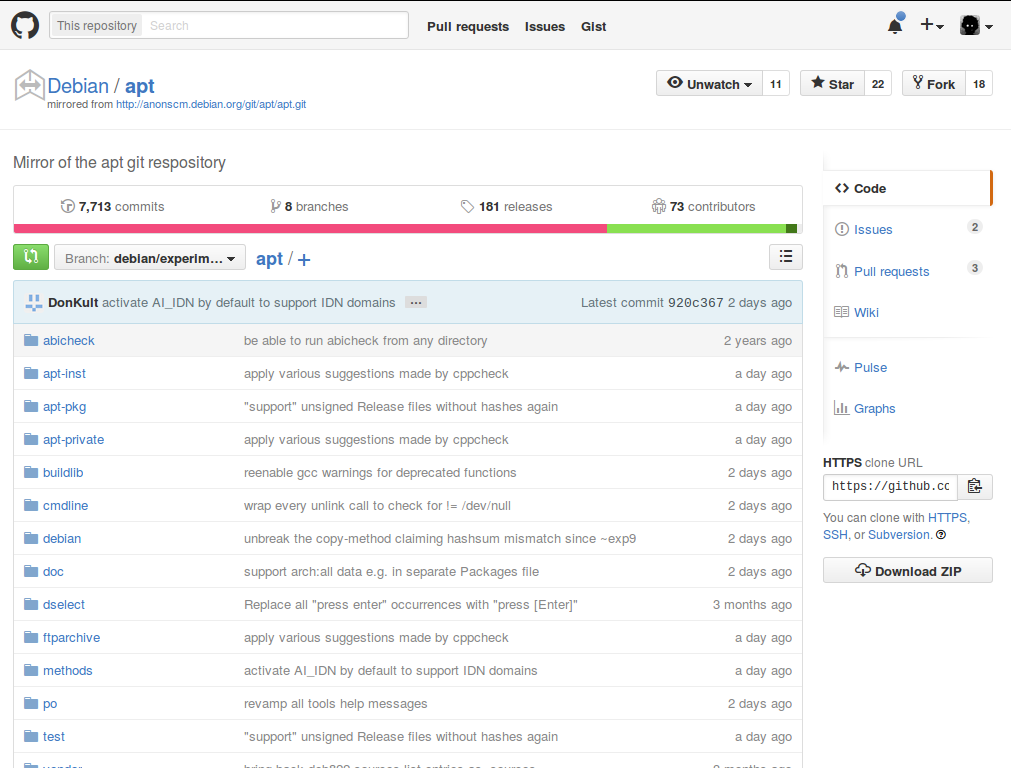 This repository Search Pull requests Issues Gist
Debian / apt
Unwatch 11 Star 22 Fork 18
mirrored from http://anonscm.debian.org/git/apt/apt.git
Mirror of the apt git respository
7,713 commits 8 branches 181 releases 73 contributors
Branch: debian/experim... apt / +
DonKult activate AI_IDN by default to support IDN domains ... Latest commit 920c367 2 days ago
abicheck be able to run abicheck from any directory 2 years ago
apt-inst apply various suggestions made by cppcheck a day ago
apt-pkg "support" unsigned Release files without hashes again a day ago
apt-private apply various suggestions made by cppcheck a day ago
buildlib reenable gcc warnings for deprecated functions 2 days ago
cmdline wrap every unlink call to check for != /dev/null 2 days ago
debian unbreak the copy-method claiming hashsum mismatch since ~exp9 2 days ago
doc support arch:all data e.g. in separate Packages file 2 days ago
dselect Replace all "press enter" occurrences with "press [Enter]" 3 months ago
ftparchive apply various suggestions made by cppcheck a day ago
methods activate AI_IDN by default to support IDN domains a day ago
po revamp all tools help messages 2 days ago
test "support" unsigned Release files without hashes again a day ago
Code
Issues 2
Pull requests 3
Wiki
Pulse
Graphs
HTTPS clone URL
https://github.cc
You can clone with HTTPS,
SSH, or Subversion.
Download ZIP